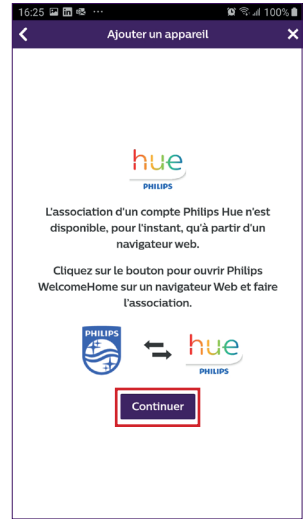 16:25 ... 100%
Ajouter un appareil
hue
PHILIPS
L'association d'un compte Philips Hue n'est
disponible, pour l'instant, qu'à partir d'un
navigateur web.
Cliquez sur le bouton pour ouvrir Philips
WelcomeHome sur un navigateur Web et faire
l'association.
PHILIPS
hue
PHILIPS
Continuer